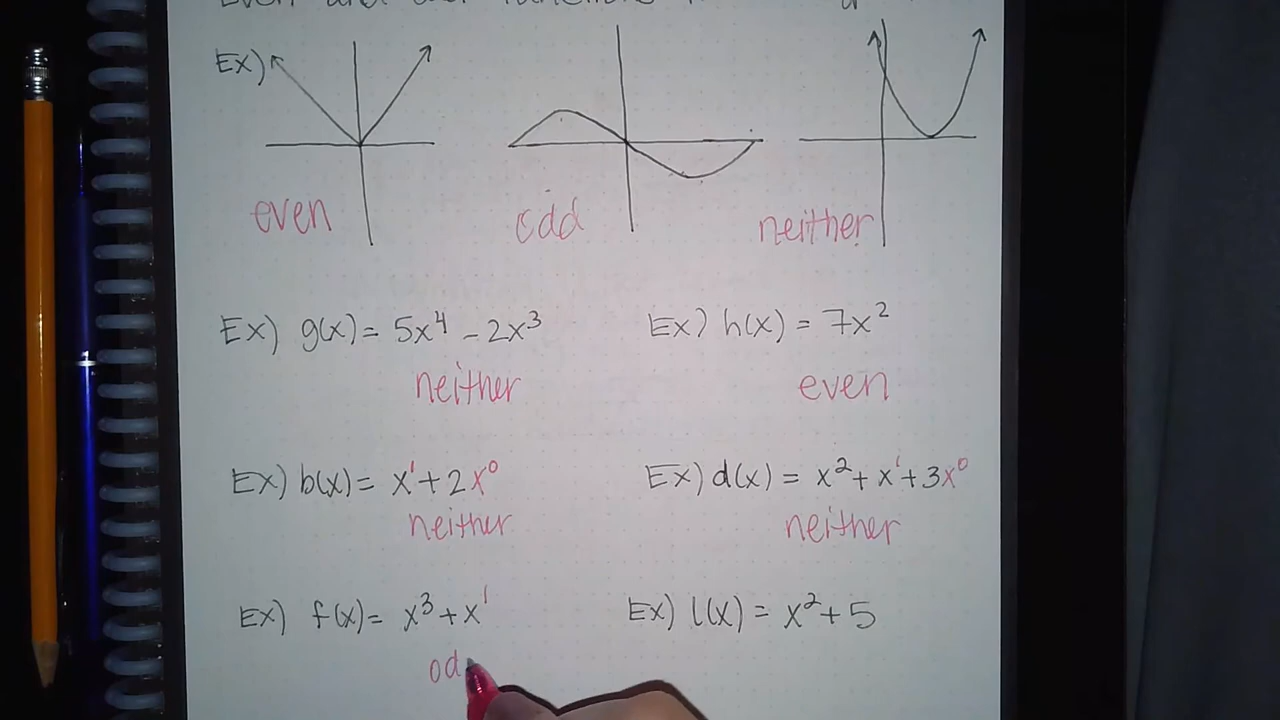 Ex)
even odd neither
Ex) g(x) = 5x⁴ - 2x³ Ex) h(x) = 7x²
neither even
Ex) b(x) = x¹ + 2x⁰ Ex) d(x) = x² + x¹ + 3x⁰
neither neither
Ex) f(x) = x³ + x¹ Ex) l(x) = x² + 5
od